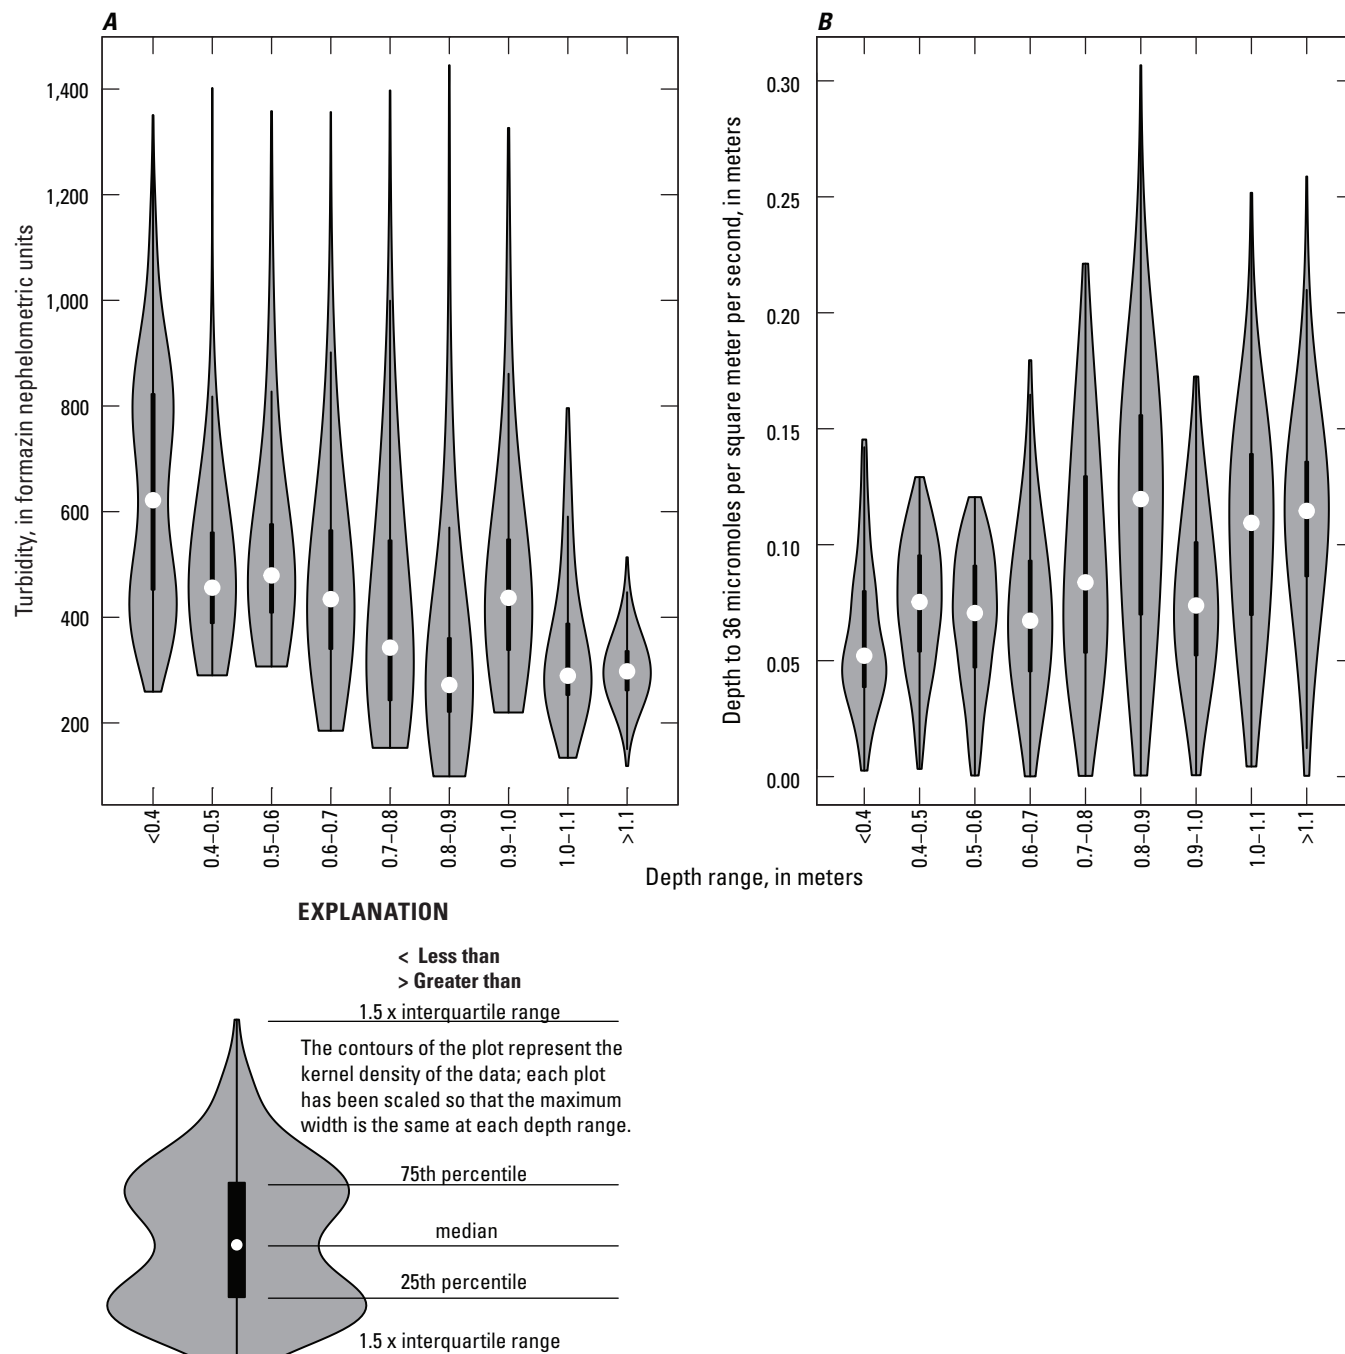 A
B
Turbidity, in formazin nephelometric units
1,400
1,200
1,000
800
600
400
200
<0.4
0.4–0.5
0.5–0.6
0.6–0.7
0.7–0.8
0.8–0.9
0.9–1.0
1.0–1.1
>1.1
Depth to 36 micromoles per square meter per second, in meters
0.30
0.25
0.20
0.15
0.10
0.05
0.00
<0.4
0.4–0.5
0.5–0.6
0.6–0.7
0.7–0.8
0.8–0.9
0.9–1.0
1.0–1.1
>1.1
Depth range, in meters
EXPLANATION
< Less than
> Greater than
1.5 x interquartile range
The contours of the plot represent the
kernel density of the data; each plot
has been scaled so that the maximum
width is the same at each depth range.
75th percentile
median
25th percentile
1.5 x interquartile range